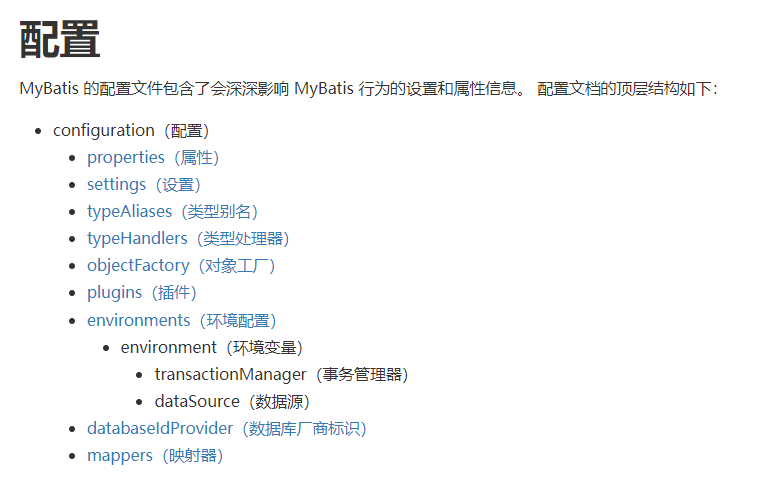 配置
MyBatis 的配置文件包含了会深深影响 MyBatis 行为的设置和属性信息。 配置文档的顶层结构如下：
configuration（配置）
properties（属性）
settings（设置）
typeAliases（类型别名）
typeHandlers（类型处理器）
objectFactory（对象工厂）
plugins（插件）
environments（环境配置）
environment（环境变量）
transactionManager（事务管理器）
dataSource（数据源）
databaseIdProvider（数据库厂商标识）
mappers（映射器）